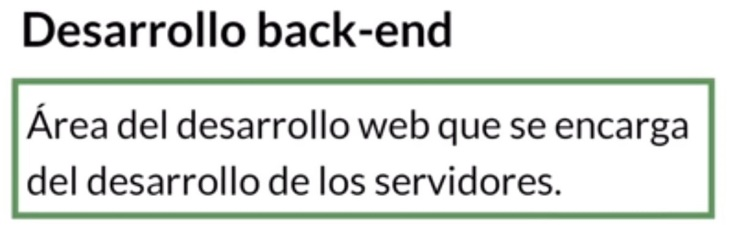 Desarrollo back-end
Área del desarrollo web que se encarga
del desarrollo de los servidores.